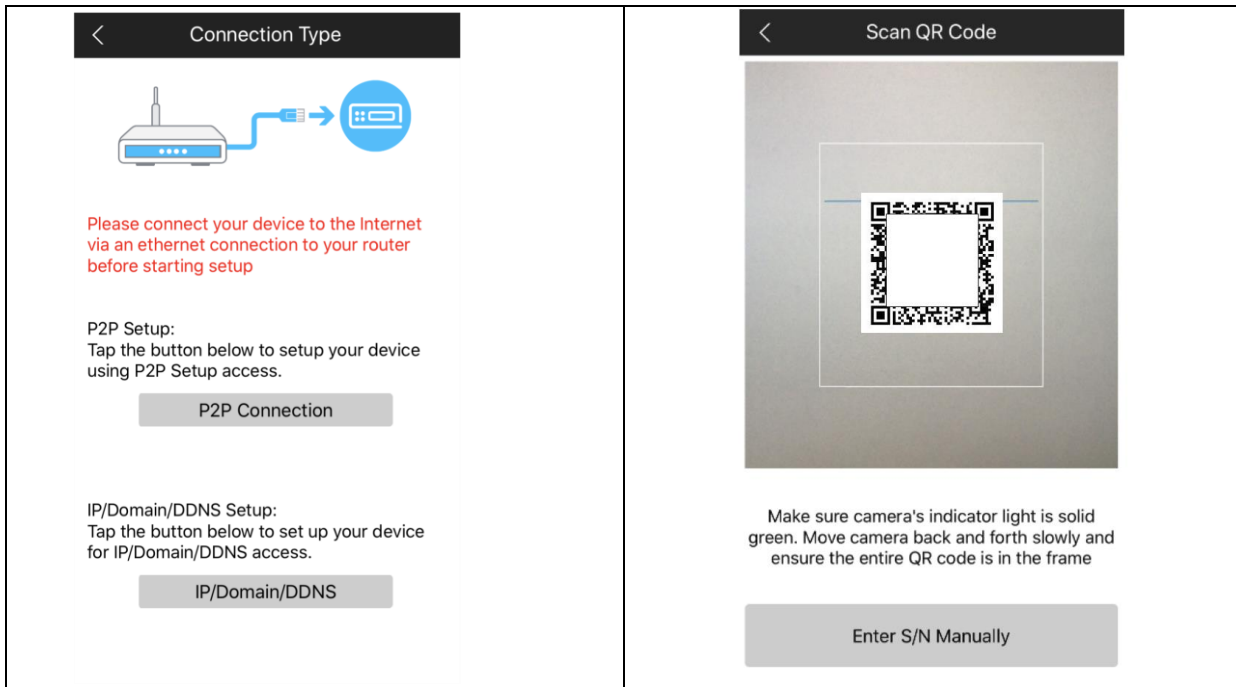 Connection Type
Please connect your device to the Internet
via an ethernet connection to your router
before starting setup
P2P Setup:
Tap the button below to setup your device
using P2P Setup access.
P2P Connection
IP/Domain/DDNS Setup:
Tap the button below to set up your device
for IP/Domain/DDNS access.
IP/Domain/DDNS
Scan QR Code
Make sure camera's indicator light is solid
green. Move camera back and forth slowly and
ensure the entire QR code is in the frame
Enter S/N Manually